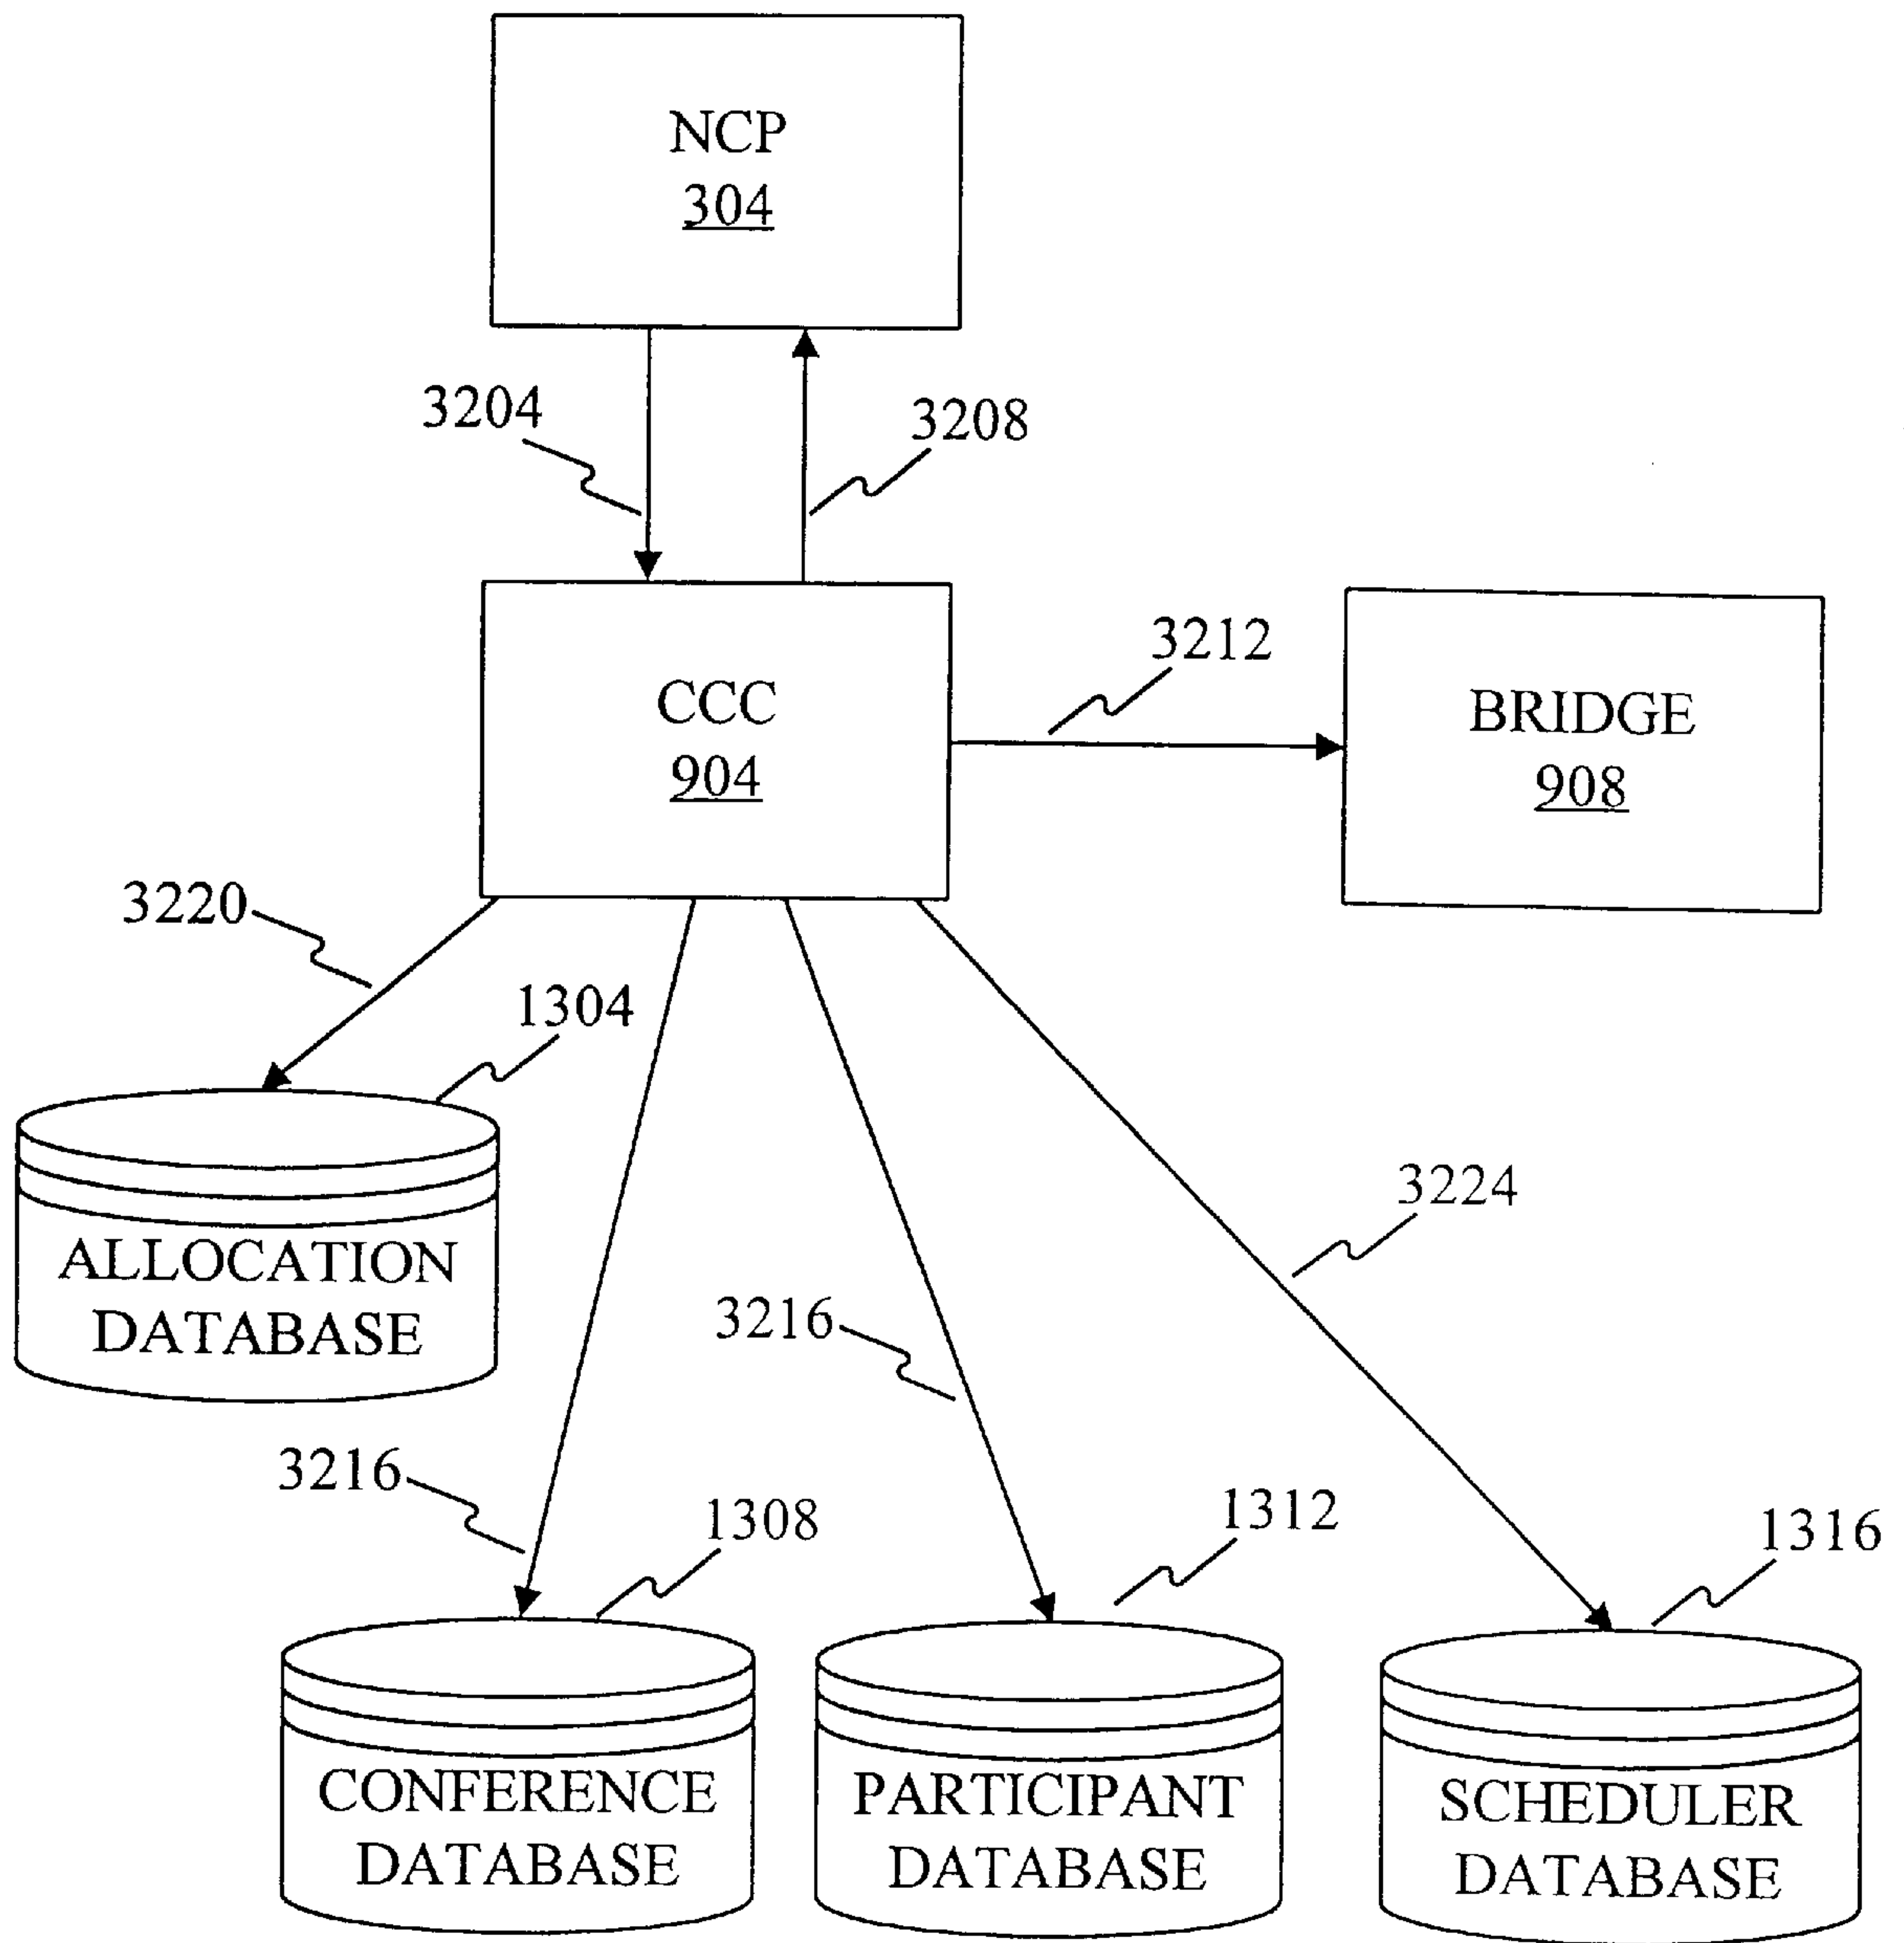 NCP
304
3204
3208
3212
CCC
904
BRIDGE
908
3220
1304
3224
ALLOCATION
DATABASE
3216
3216
1308
1312
1316
CONFERENCE
DATABASE
PARTICIPANT
DATABASE
SCHEDULER
DATABASE